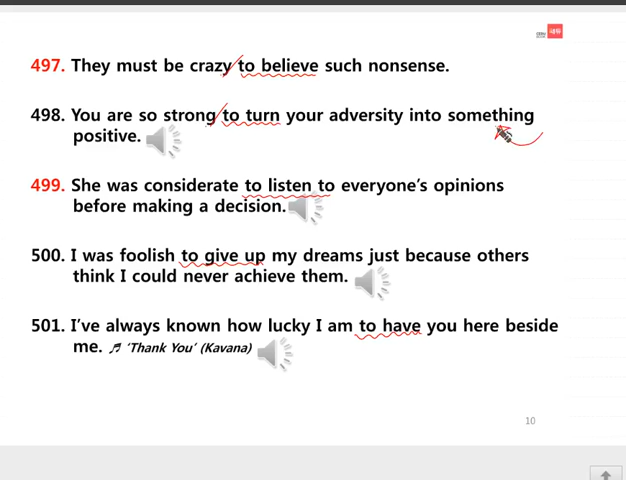 쎄듀
497. They must be crazy to believe such nonsense.
498. You are so strong to turn your adversity into something
positive.
499. She was considerate to listen to everyone's opinions
before making a decision.
500. I was foolish to give up my dreams just because others
think I could never achieve them.
501. I've always known how lucky I am to have you here beside
me. ♬ 'Thank You' (Kavana)
10